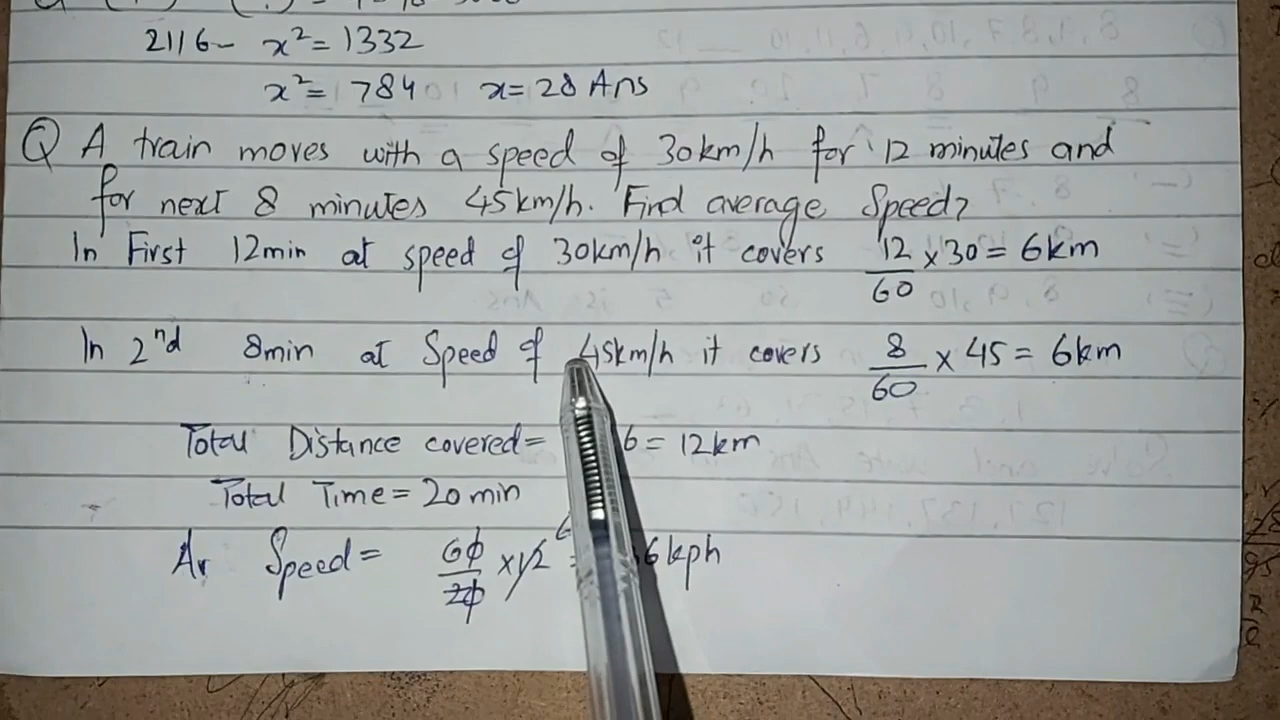 2116 - x² = 1332
x² = 784 x = 28 Ans
Q A train moves with a speed of 30km/h for 12 minutes and
for next 8 minutes 45km/h. Find average Speed?
In First 12min at speed of 30km/h it covers 12/60 x 30 = 6km
In 2nd 8min at Speed of 45km/h it covers 8/60 x 45 = 6km
Total Distance covered = 6 = 12km
Total Time = 20 min
Av Speed = 60/20 x 12 6 = 36 kph